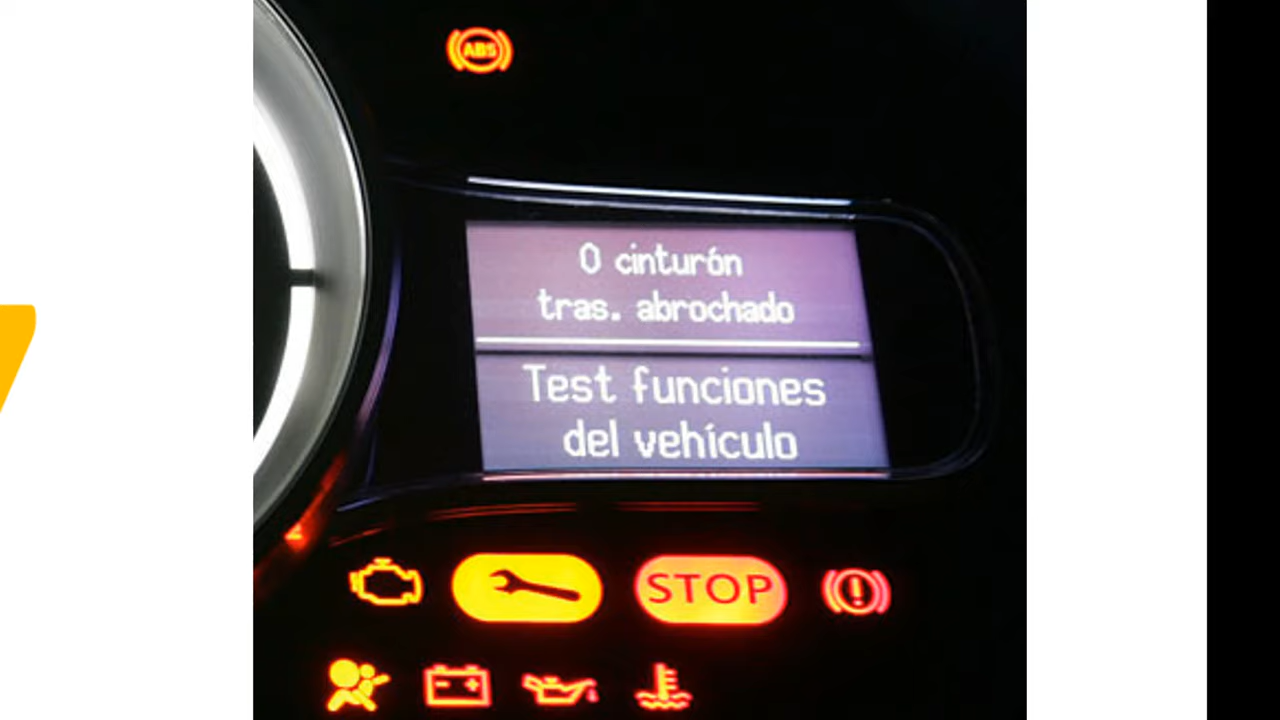 ABS
0 cinturón
tras. abrochado
Test funciones
del vehículo
STOP